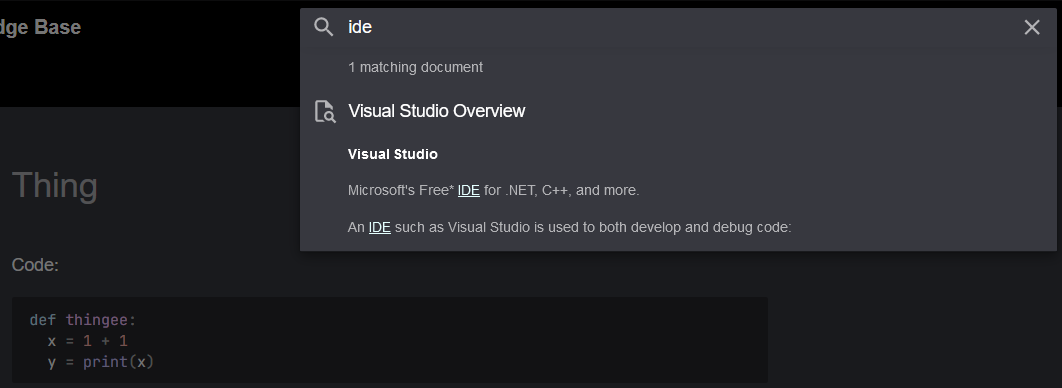 dge Base
ide
1 matching document
Visual Studio Overview
Visual Studio
Microsoft's Free* IDE for .NET, C++, and more.
An IDE such as Visual Studio is used to both develop and debug code:
Thing
Code:
def thingee:
  x = 1 + 1
  y = print(x)